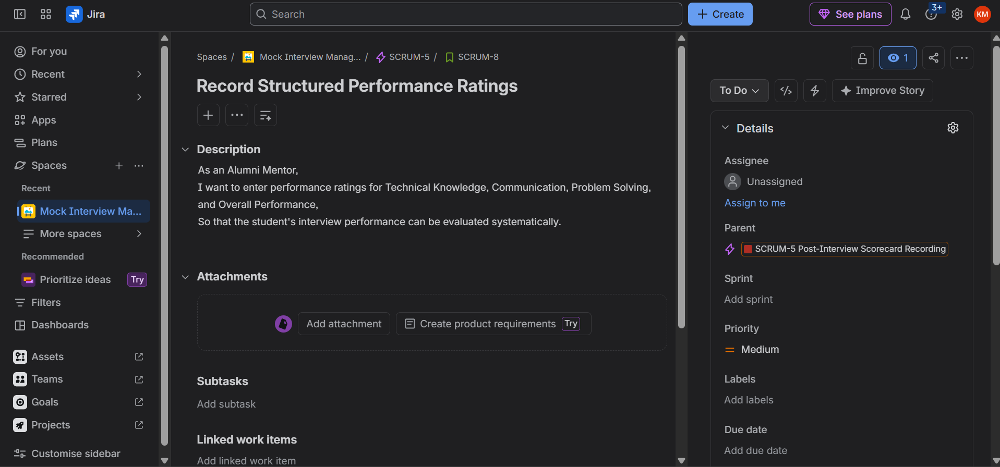 Jira
Search
Create
See plans
3+
KM
For you
Recent
Starred
Apps
Plans
Spaces
Recent
Mock Interview Ma...
More spaces
Recommended
Prioritize ideas
Try
Filters
Dashboards
Assets
Teams
Goals
Projects
Customise sidebar
Spaces / Mock Interview Manag... / SCRUM-5 / SCRUM-8
Record Structured Performance Ratings
Description
As an Alumni Mentor,
I want to enter performance ratings for Technical Knowledge, Communication, Problem Solving,
and Overall Performance,
So that the student's interview performance can be evaluated systematically.
Attachments
Add attachment
Create product requirements
Try
Subtasks
Add subtask
Linked work items
Add linked work item
1
To Do
Improve Story
Details
Assignee
Unassigned
Assign to me
Parent
SCRUM-5 Post-Interview Scorecard Recording
Sprint
Add sprint
Priority
Medium
Labels
Add labels
Due date
Add due date